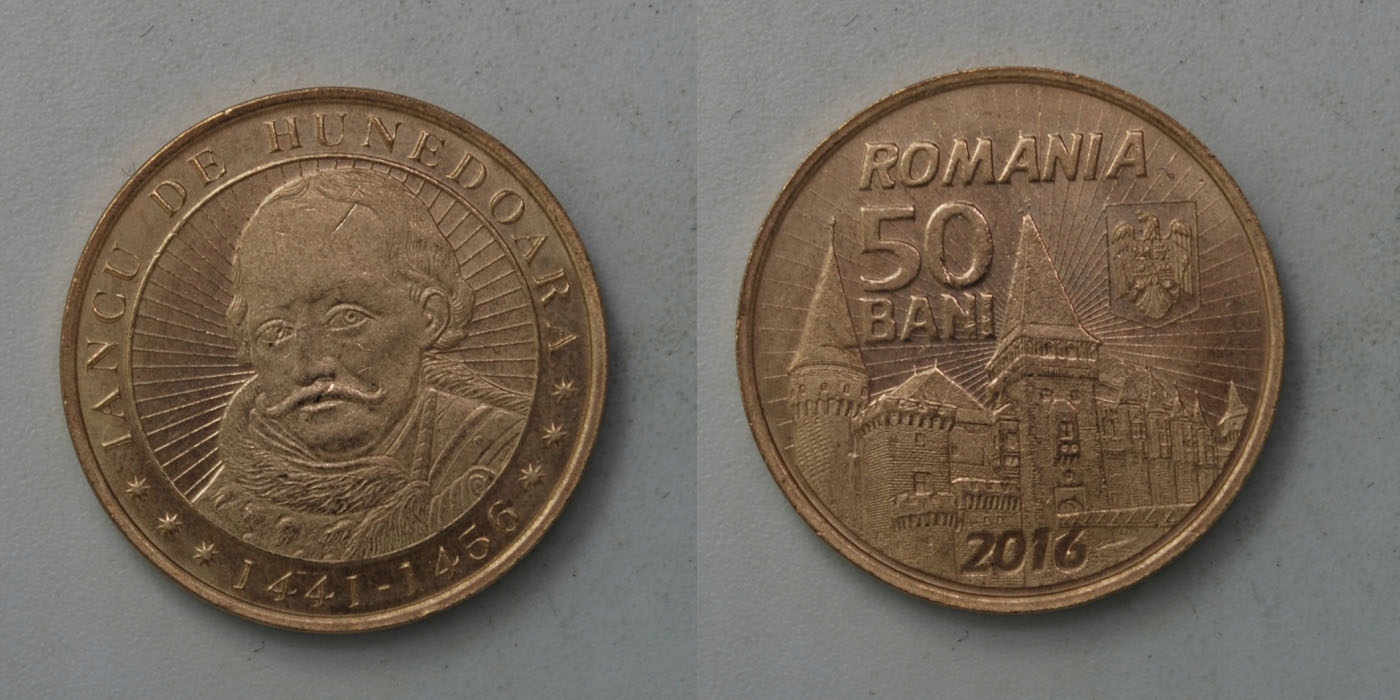 IANCU DE HUNEDOARA
1441-1456
ROMANIA
50
BANI
2016